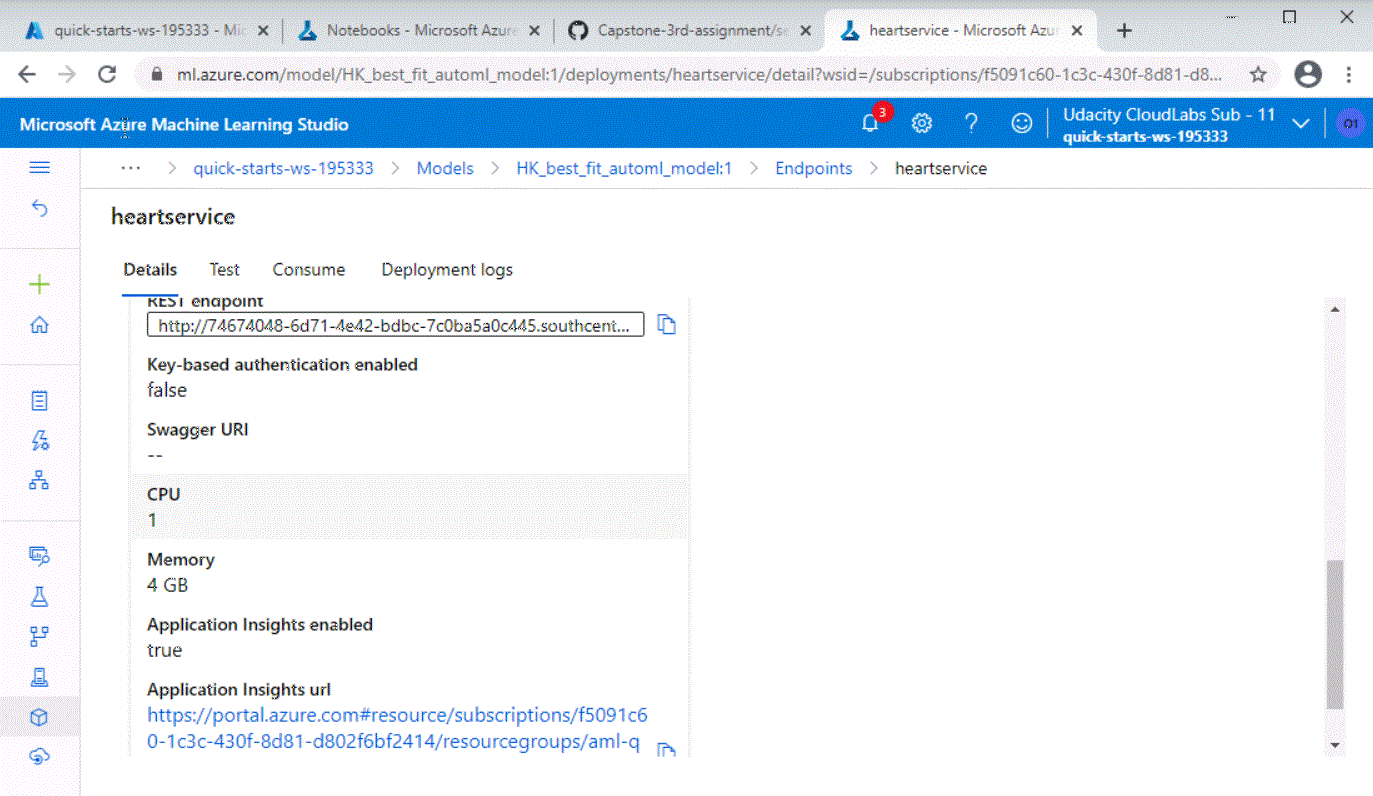 quick-starts-ws-195333 - Mic
Notebooks - Microsoft Azure
Capstone-3rd-assignment/se
heartservice - Microsoft Azu
ml.azure.com/model/HK_best_fit_automl_model:1/deployments/heartservice/detail?wsid=/subscriptions/f5091c60-1c3c-430f-8d81-d8...
Microsoft Azure Machine Learning Studio
3
?
Udacity CloudLabs Sub - 11
quick-starts-ws-195333
O1
... > quick-starts-ws-195333 > Models > HK_best_fit_automl_model:1 > Endpoints > heartservice
heartservice
Details Test Consume Deployment logs
REST endpoint
http://74674048-6d71-4e42-bdbc-7c0ba5a0c445.southcent...
Key-based authentication enabled
false
Swagger URI
--
CPU
1
Memory
4 GB
Application Insights enabled
true
Application Insights url
https://portal.azure.com#resource/subscriptions/f5091c6
0-1c3c-430f-8d81-d802f6bf2414/resourcegroups/aml-q